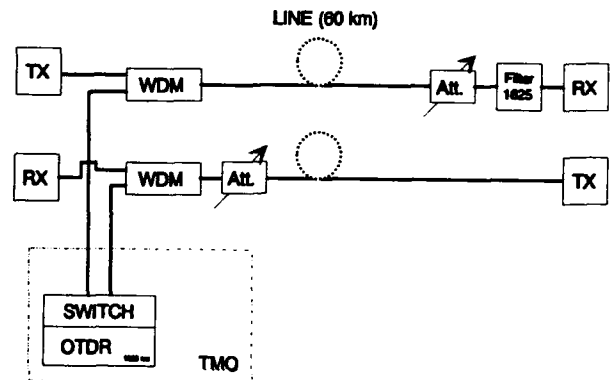 LINE (60 km)
TX
WDM
Att.
Filter
1625
RX
RX
WDM
Att.
TX
SWITCH
OTDR
TMO